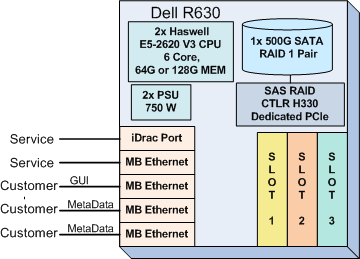 Dell R630
2x Haswell
E5-2620 V3 CPU
6 Core,
64G or 128G MEM
1x 500G SATA
RAID 1 Pair
2x PSU
750 W
SAS RAID
CTLR H330
Dedicated PCIe
Service
iDrac Port
Service
MB Ethernet
Customer
GUI
MB Ethernet
Customer
MetaData
MB Ethernet
Customer
MetaData
MB Ethernet
SLOT
1
SLOT
2
SLOT
3